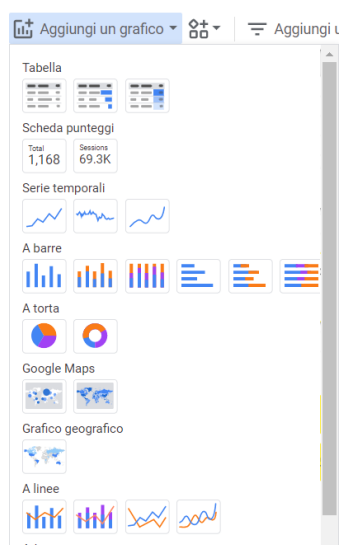 Aggiungi un grafico
Aggiungi
Tabella
Scheda punteggi
Total
1,168
Sessions
69.3K
Serie temporali
A barre
A torta
Google Maps
Grafico geografico
A linee